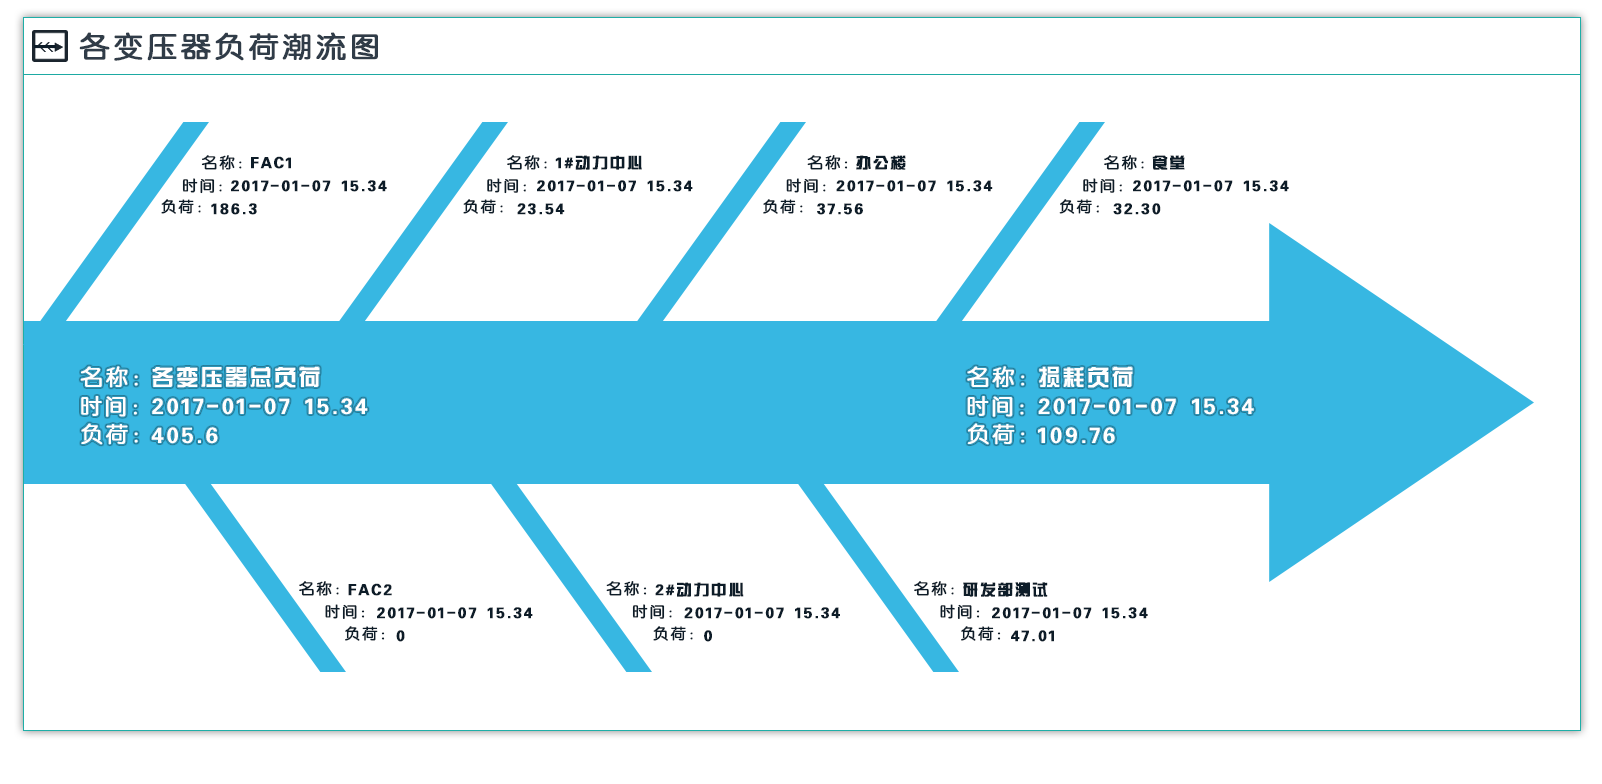 各变压器负荷潮流图
名称: FAC1
时间: 2017-01-07 15.34
负荷: 186.3
名称: 1#动力中心
时间: 2017-01-07 15.34
负荷: 23.54
名称: 办公楼
时间: 2017-01-07 15.34
负荷: 37.56
名称: 食堂
时间: 2017-01-07 15.34
负荷: 32.30
名称: 各变压器总负荷
时间: 2017-01-07 15.34
负荷: 405.6
名称: 损耗负荷
时间: 2017-01-07 15.34
负荷: 109.76
名称: FAC2
时间: 2017-01-07 15.34
负荷: 0
名称: 2#动力中心
时间: 2017-01-07 15.34
负荷: 0
名称: 研发部测试
时间: 2017-01-07 15.34
负荷: 47.01